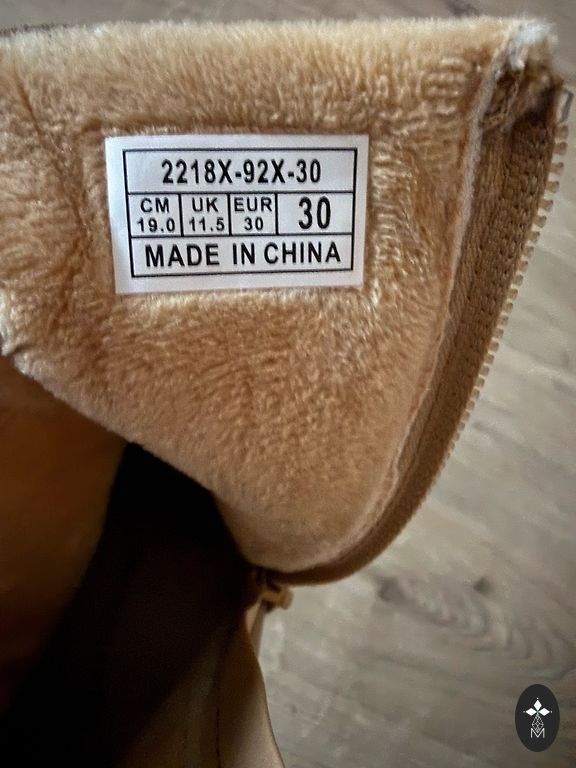 2218X-92X-30
CM UK EUR 30
19.0 11.5 30
MADE IN CHINA
M